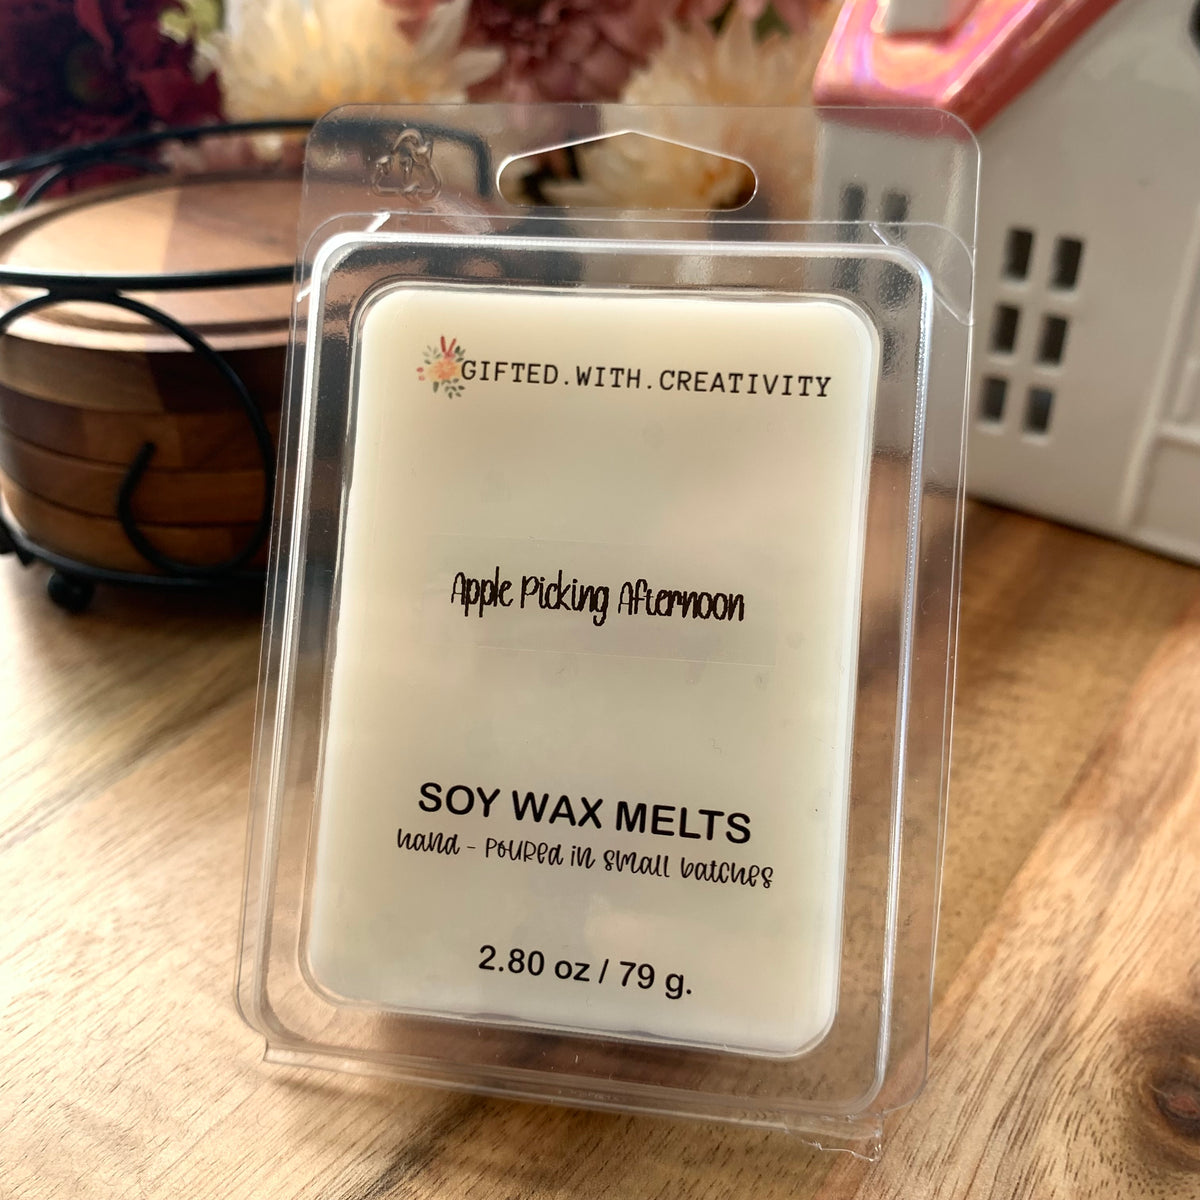 GIFTED.WITH.CREATIVITY
Apple Picking Afternoon
SOY WAX MELTS
hand - poured in small batches
2.80 oz / 79 g.